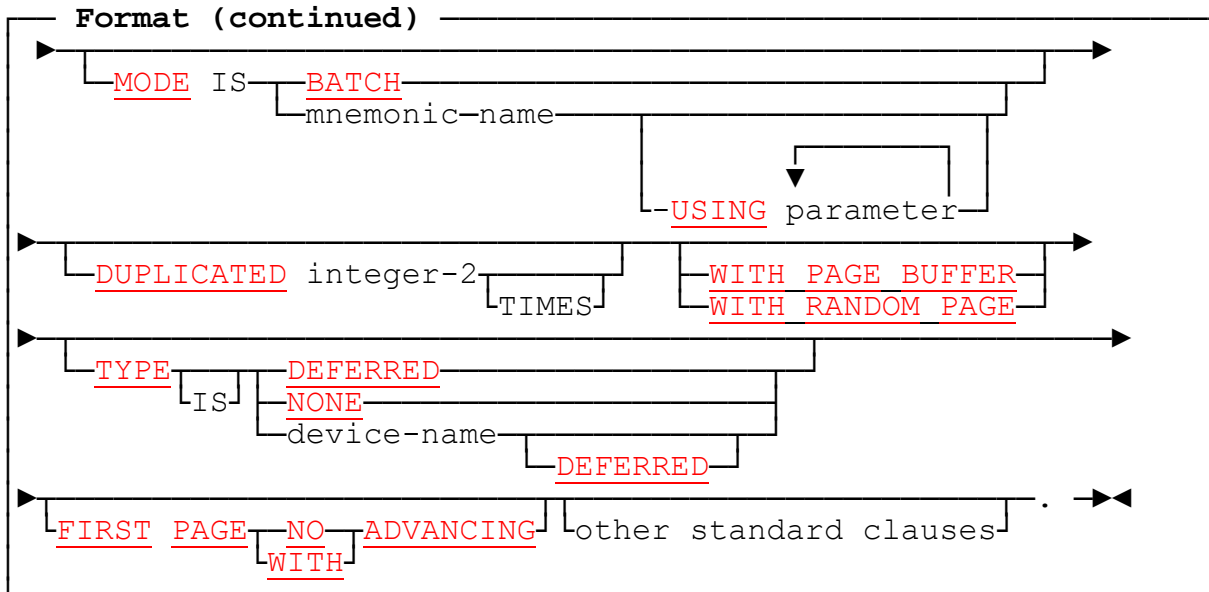 Format (continued)
MODE IS BATCH
mnemonic-name
USING parameter
DUPLICATED integer-2 WITH PAGE BUFFER
TIMES WITH RANDOM PAGE
TYPE DEFERRED
IS NONE
device-name
DEFERRED
FIRST PAGE NO ADVANCING other standard clauses .
WITH